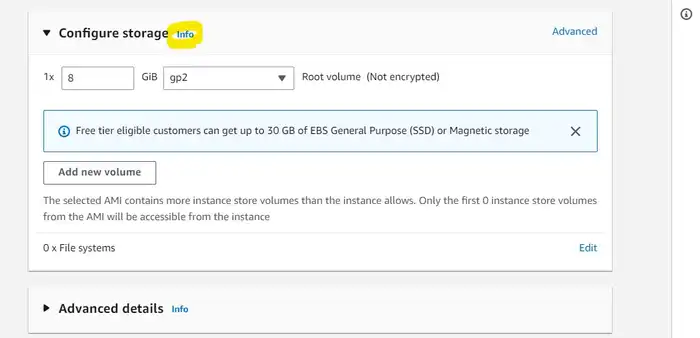 Configure storage Info Advanced
1x 8 GiB gp2 Root volume (Not encrypted)
Free tier eligible customers can get up to 30 GB of EBS General Purpose (SSD) or Magnetic storage
Add new volume
The selected AMI contains more instance store volumes than the instance allows. Only the first 0 instance store volumes
from the AMI will be accessible from the instance
0 x File systems Edit
Advanced details Info